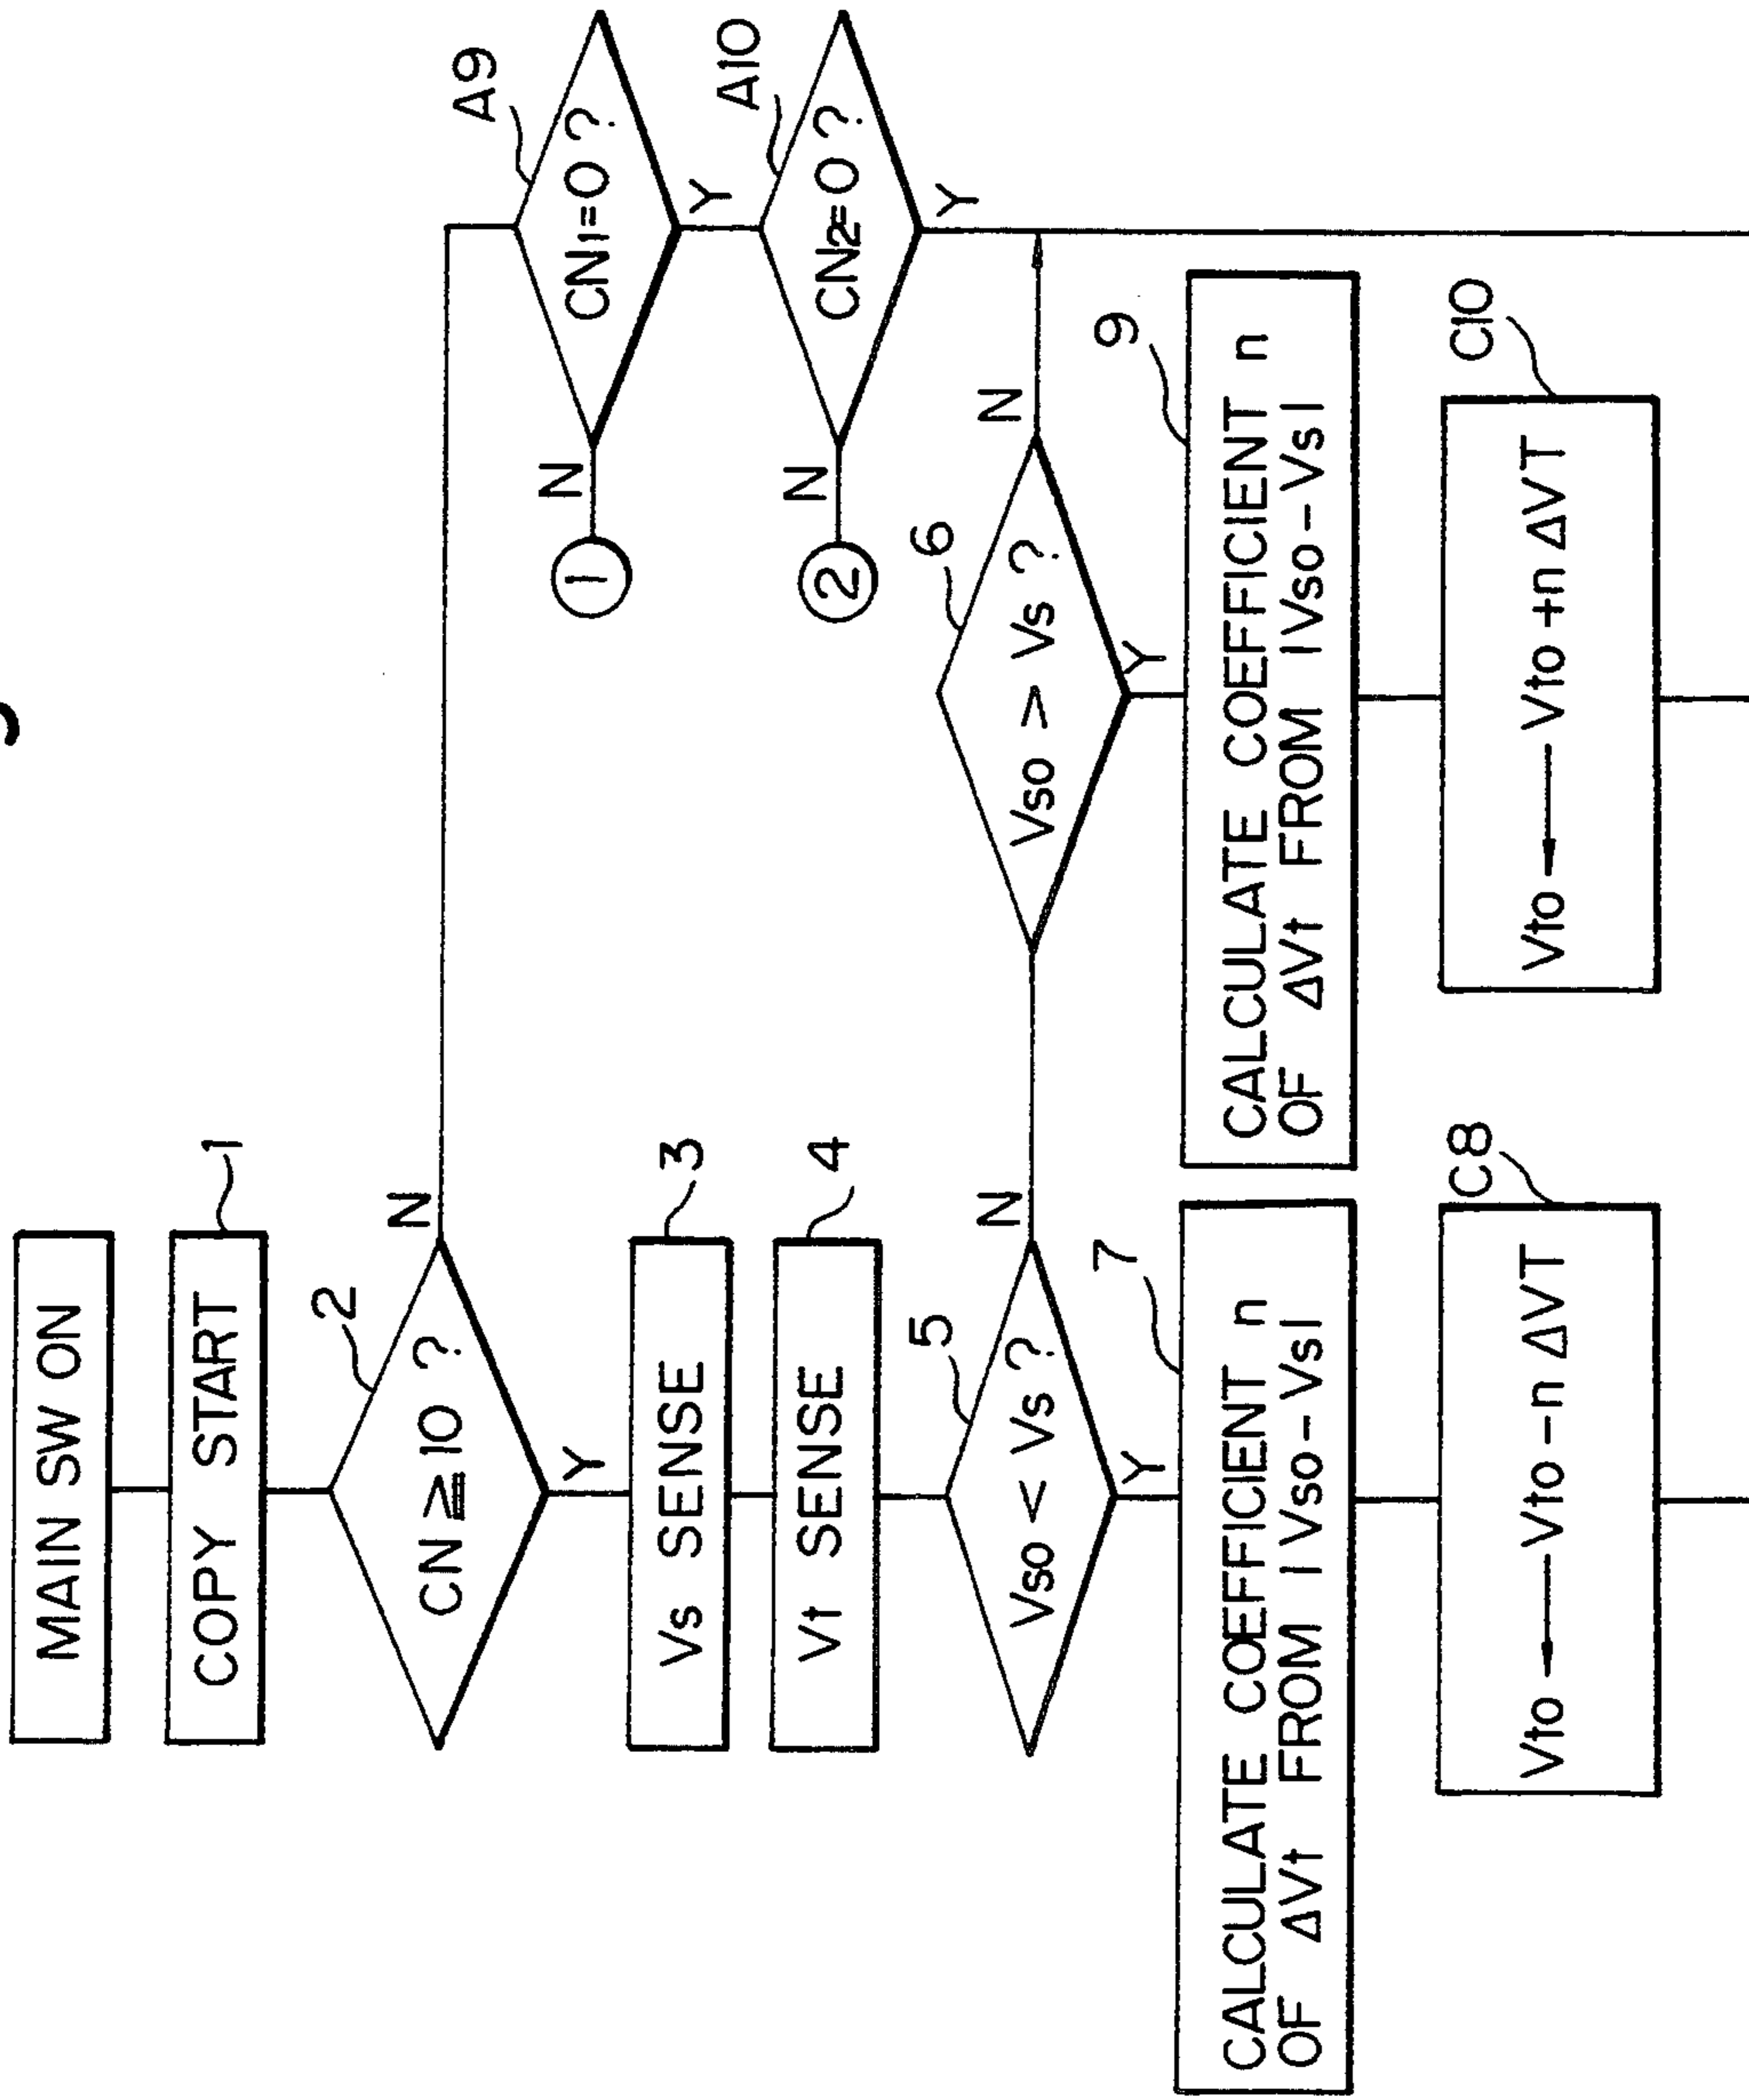 MAIN SW ON
COPY START
1
2
CN ≧ 10 ?
N
Y
A9
CN1=0 ?
N
Y
1
A10
CN2=0 ?
N
Y
2
Vs SENSE
3
Vt SENSE
4
5
Vso < Vs ?
N
Y
6
Vso > Vs ?
N
Y
7
CALCULATE COEFFICIENT n
OF ΔVt FROM |Vso-Vs|
9
CALCULATE COEFFICIENT n
OF ΔVt FROM |Vso-Vs|
C8
Vto ← Vto -n ΔVT
C10
Vto ← Vto +n ΔVT